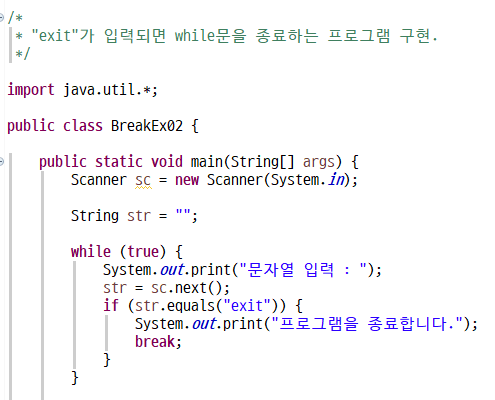 /*
 * "exit"가 입력되면 while문을 종료하는 프로그램 구현.
 */
import java.util.*;
public class BreakEx02 {
public static void main(String[] args) {
Scanner sc = new Scanner(System.in);
String str = "";
while (true) {
System.out.print("문자열 입력 : ");
str = sc.next();
if (str.equals("exit")) {
System.out.print("프로그램을 종료합니다.");
break;
}
}